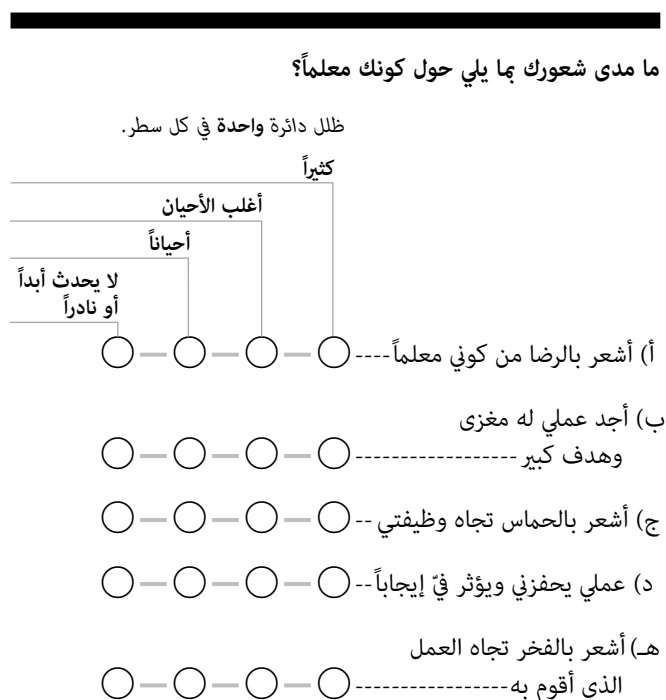 ما مدى شعورك بما يلي حول كونك معلماً؟
ظلل دائرة واحدة في كل سطر.
كثيراً
أغلب الأحيان
أحياناً
لا يحدث أبداً
أو نادراً
أ) أشعر بالرضا من كوني معلماً----
ب) أجد عملي له مغزى
وهدف كبير -----------------
ج) أشعر بالحماس تجاه وظيفتي --
د) عملي يحفزني ويؤثر فيّ إيجاباً--
هـ) أشعر بالفخر تجاه العمل
الذي أقوم به----------------